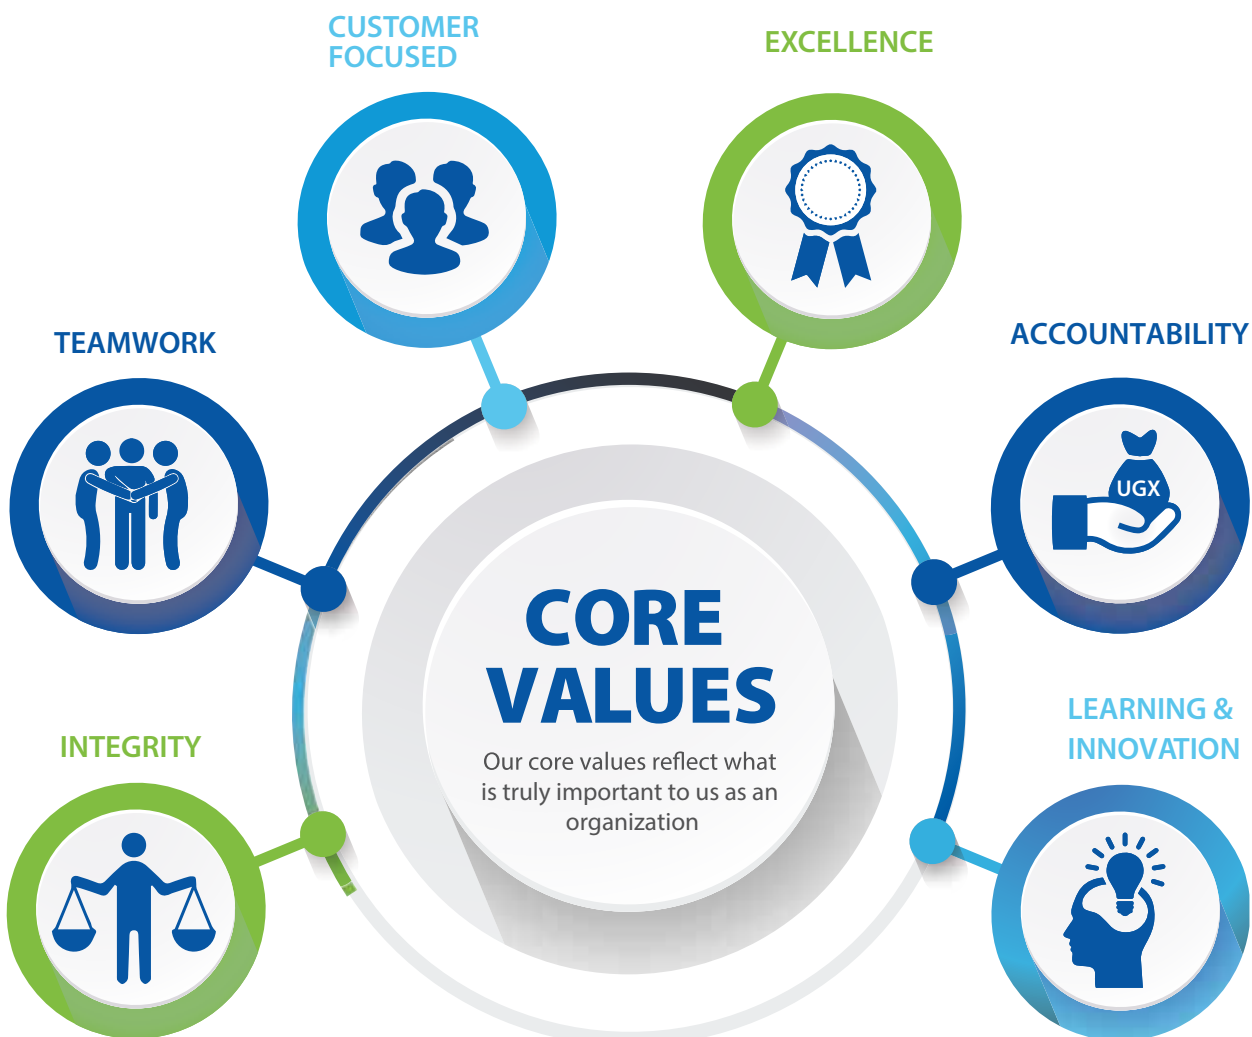 CUSTOMER
FOCUSED
EXCELLENCE
TEAMWORK
ACCOUNTABILITY
UGX
CORE
VALUES
Our core values reflect what
is truly important to us as an
organization
INTEGRITY
LEARNING &
INNOVATION